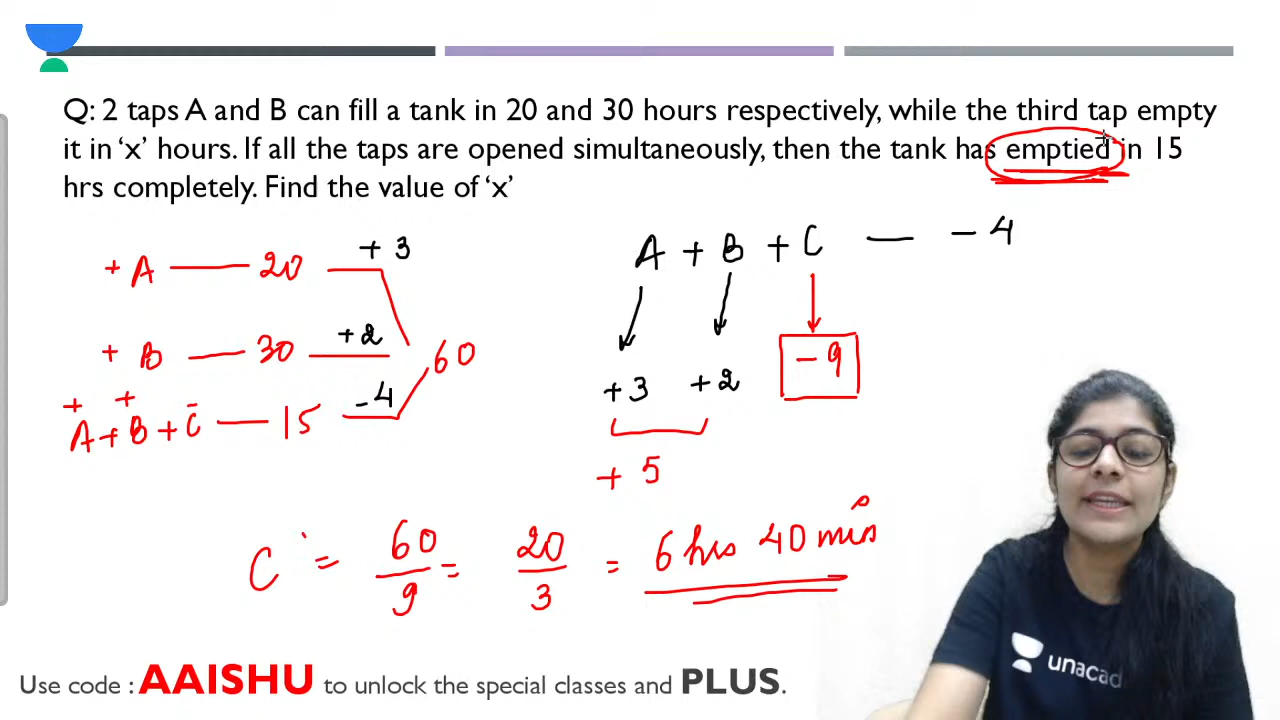 Q: 2 taps A and B can fill a tank in 20 and 30 hours respectively, while the third tap empty
it in ‘x’ hours. If all the taps are opened simultaneously, then the tank has emptied in 15
hrs completely. Find the value of ‘x’
+ A — 20 + 3
+ B — 30 +2 60
+ + -
A + B + C — 15 -4
A + B + C — - 4
+3 +2 -9
+ 5
C = 60/9 = 20/3 = 6 hrs 40 min
unacad
Use code : AAISHU to unlock the special classes and PLUS.